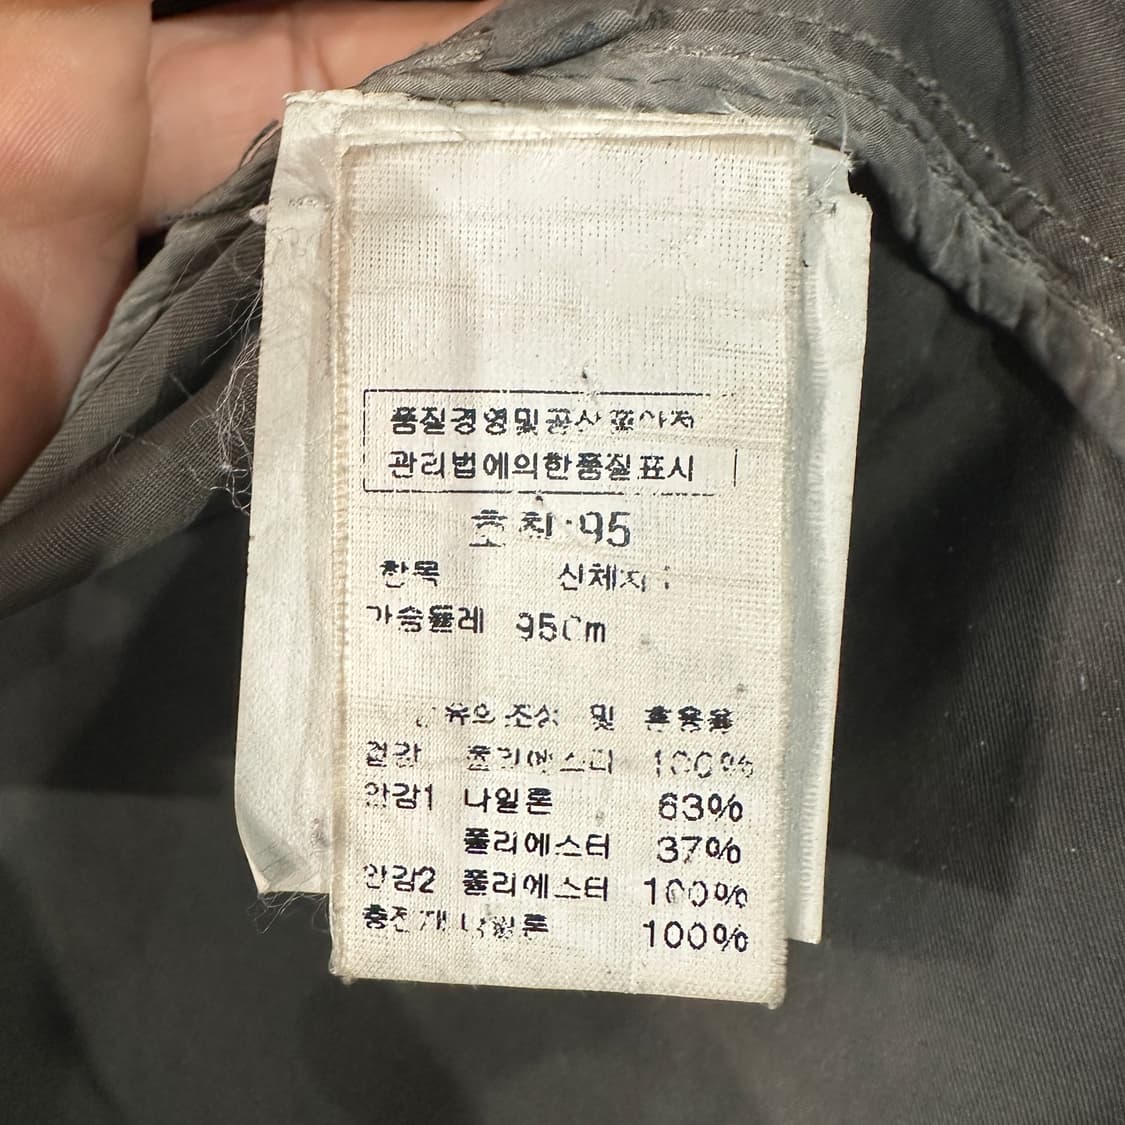 품질경영및공산품안전
관리법에의한품질표시
호칭:95
항목 신체치
가슴둘레 95Cm
유의 조성 및 혼용율
겉감 폴리에스터 100%
안감1 나일론 63%
폴리에스터 37%
안감2 폴리에스터 100%
충전재 나일론 100%